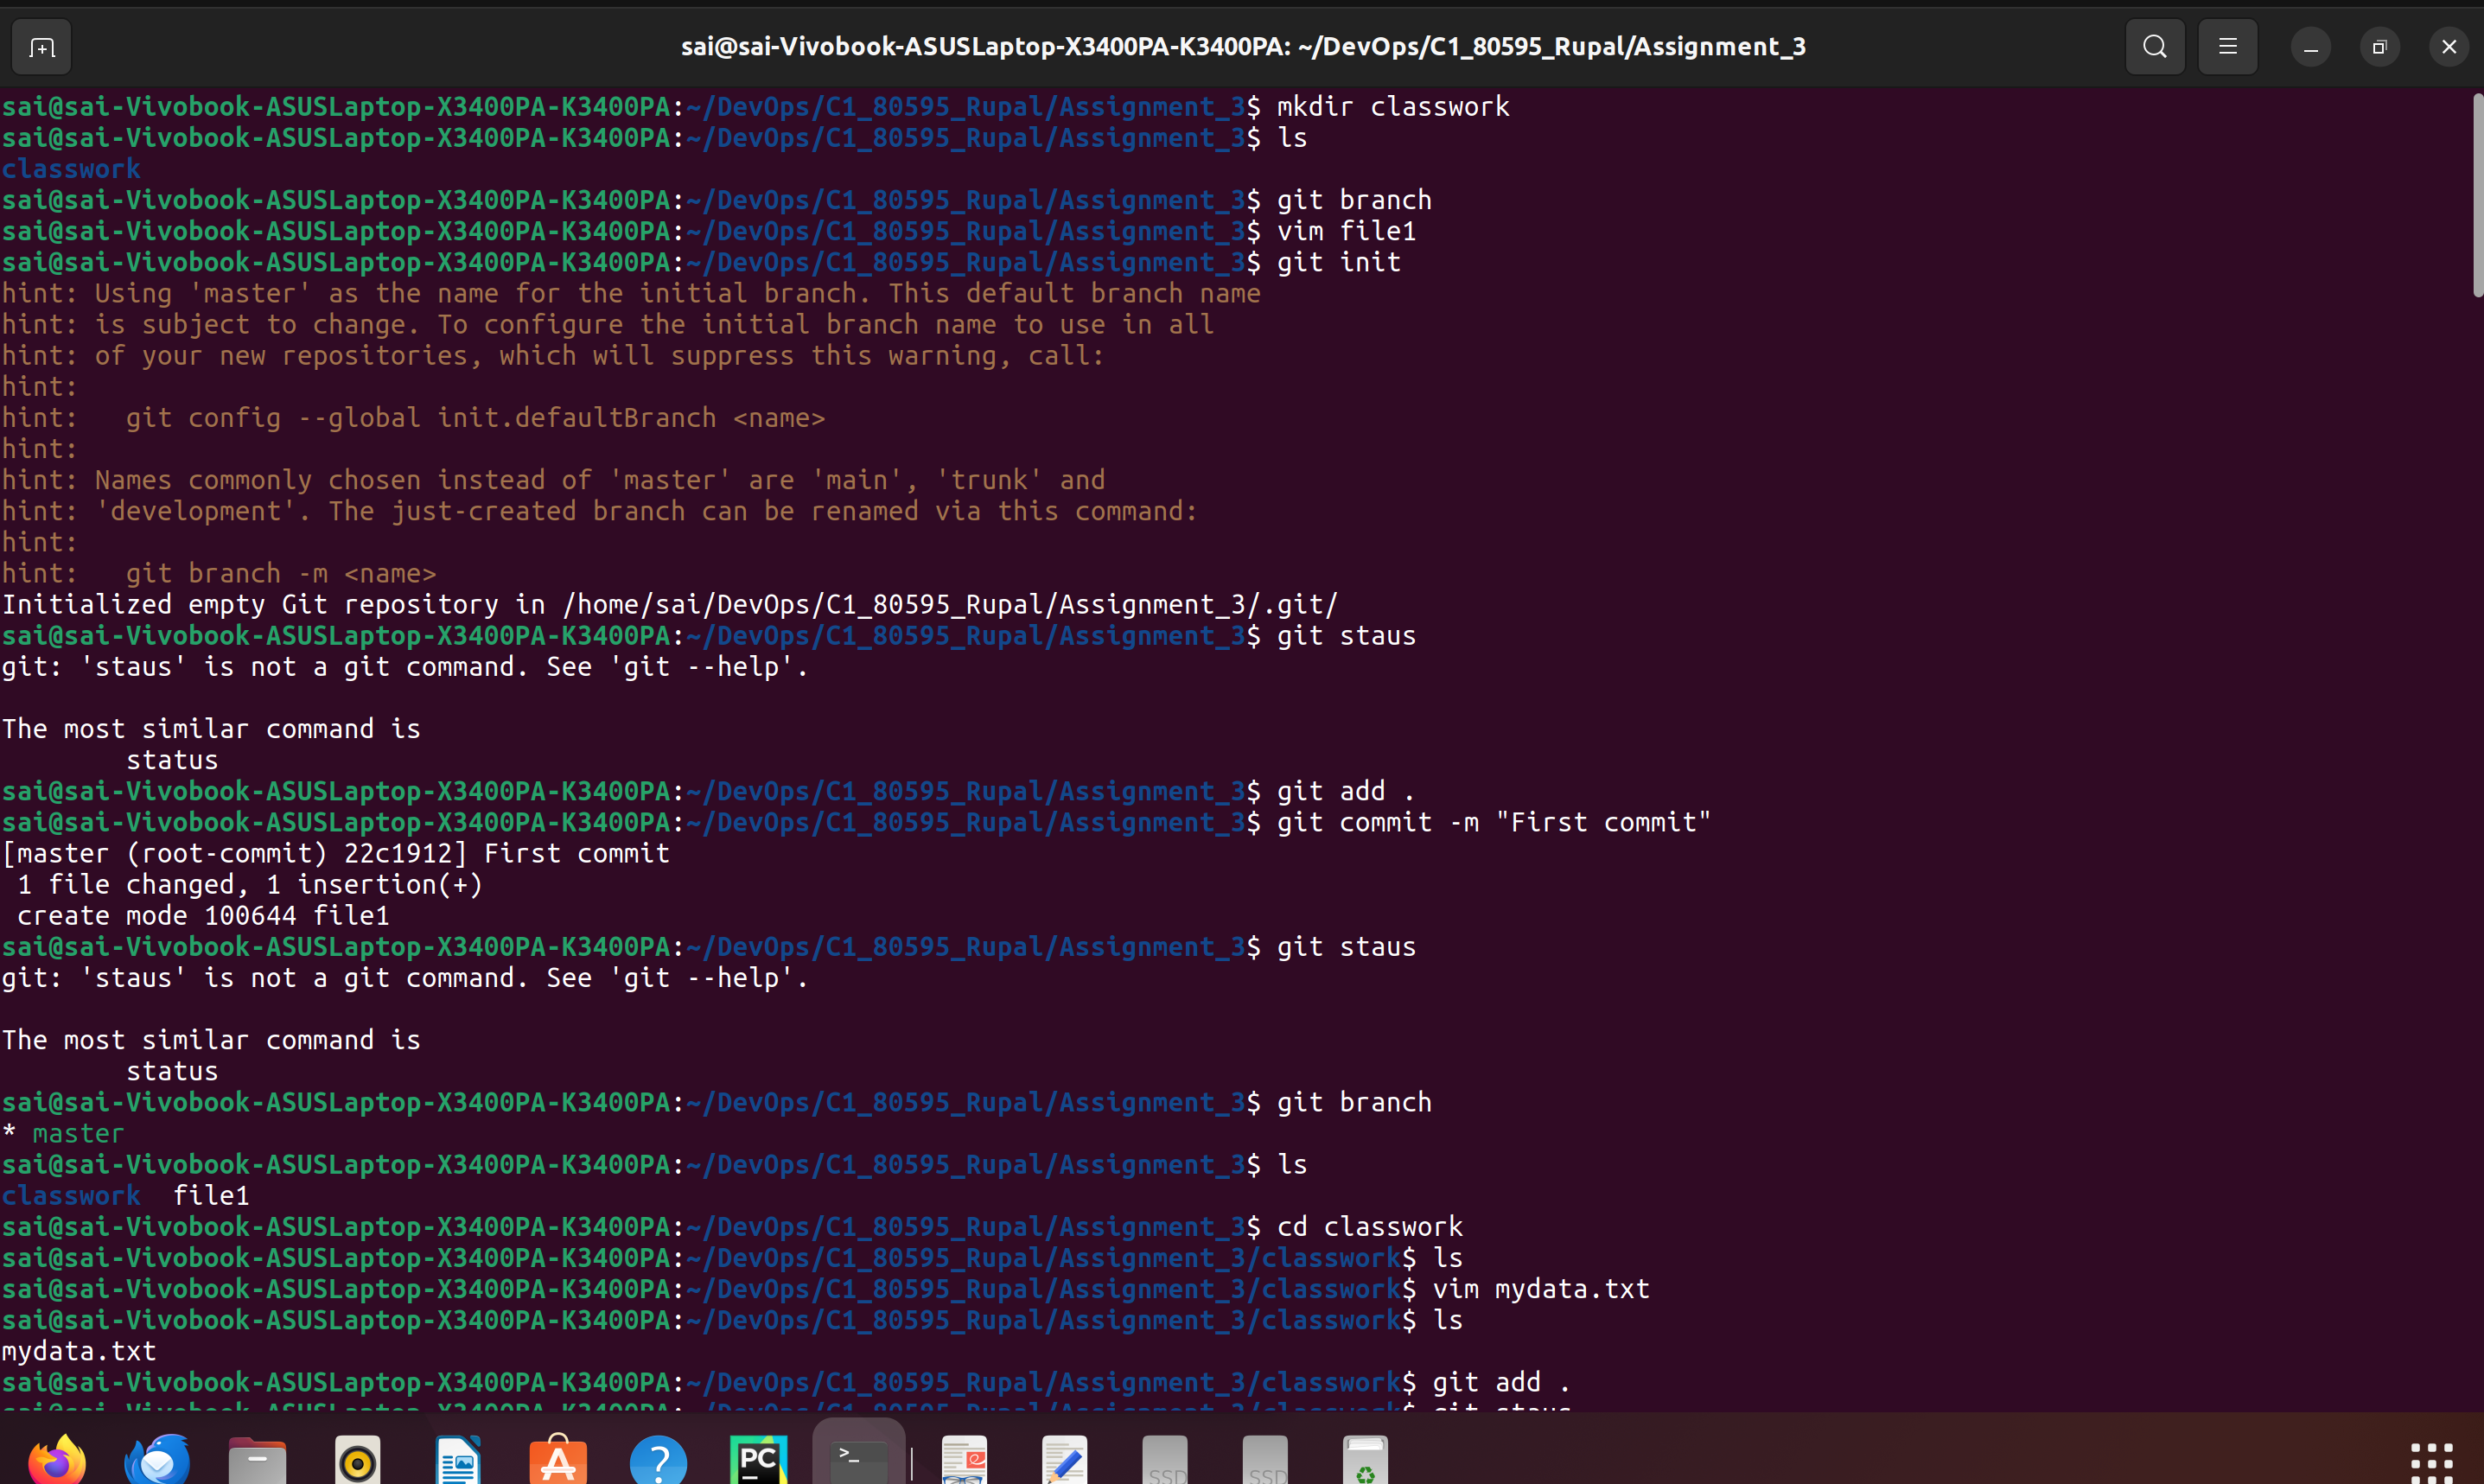 sai@sai-Vivobook-ASUSLaptop-X3400PA-K3400PA: ~/DevOps/C1_80595_Rupal/Assignment_3
sai@sai-Vivobook-ASUSLaptop-X3400PA-K3400PA:~/DevOps/C1_80595_Rupal/Assignment_3$ mkdir classwork
sai@sai-Vivobook-ASUSLaptop-X3400PA-K3400PA:~/DevOps/C1_80595_Rupal/Assignment_3$ ls
classwork
sai@sai-Vivobook-ASUSLaptop-X3400PA-K3400PA:~/DevOps/C1_80595_Rupal/Assignment_3$ git branch
sai@sai-Vivobook-ASUSLaptop-X3400PA-K3400PA:~/DevOps/C1_80595_Rupal/Assignment_3$ vim file1
sai@sai-Vivobook-ASUSLaptop-X3400PA-K3400PA:~/DevOps/C1_80595_Rupal/Assignment_3$ git init
hint: Using 'master' as the name for the initial branch. This default branch name
hint: is subject to change. To configure the initial branch name to use in all
hint: of your new repositories, which will suppress this warning, call:
hint:
hint:   git config --global init.defaultBranch <name>
hint:
hint: Names commonly chosen instead of 'master' are 'main', 'trunk' and
hint: 'development'. The just-created branch can be renamed via this command:
hint:
hint:   git branch -m <name>
Initialized empty Git repository in /home/sai/DevOps/C1_80595_Rupal/Assignment_3/.git/
sai@sai-Vivobook-ASUSLaptop-X3400PA-K3400PA:~/DevOps/C1_80595_Rupal/Assignment_3$ git staus
git: 'staus' is not a git command. See 'git --help'.
The most similar command is
        status
sai@sai-Vivobook-ASUSLaptop-X3400PA-K3400PA:~/DevOps/C1_80595_Rupal/Assignment_3$ git add .
sai@sai-Vivobook-ASUSLaptop-X3400PA-K3400PA:~/DevOps/C1_80595_Rupal/Assignment_3$ git commit -m "First commit"
[master (root-commit) 22c1912] First commit
 1 file changed, 1 insertion(+)
 create mode 100644 file1
sai@sai-Vivobook-ASUSLaptop-X3400PA-K3400PA:~/DevOps/C1_80595_Rupal/Assignment_3$ git staus
git: 'staus' is not a git command. See 'git --help'.
The most similar command is
        status
sai@sai-Vivobook-ASUSLaptop-X3400PA-K3400PA:~/DevOps/C1_80595_Rupal/Assignment_3$ git branch
* master
sai@sai-Vivobook-ASUSLaptop-X3400PA-K3400PA:~/DevOps/C1_80595_Rupal/Assignment_3$ ls
classwork  file1
sai@sai-Vivobook-ASUSLaptop-X3400PA-K3400PA:~/DevOps/C1_80595_Rupal/Assignment_3$ cd classwork
sai@sai-Vivobook-ASUSLaptop-X3400PA-K3400PA:~/DevOps/C1_80595_Rupal/Assignment_3/classwork$ ls
sai@sai-Vivobook-ASUSLaptop-X3400PA-K3400PA:~/DevOps/C1_80595_Rupal/Assignment_3/classwork$ vim mydata.txt
sai@sai-Vivobook-ASUSLaptop-X3400PA-K3400PA:~/DevOps/C1_80595_Rupal/Assignment_3/classwork$ ls
mydata.txt
sai@sai-Vivobook-ASUSLaptop-X3400PA-K3400PA:~/DevOps/C1_80595_Rupal/Assignment_3/classwork$ git add .
PC
SSD
SSD